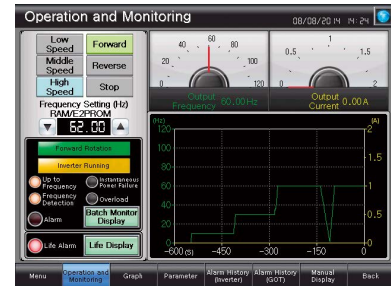 Operation and Monitoring
08/08/2014 14:24
Low Speed
Forward
Middle Speed
Reverse
High Speed
Stop
Frequency Setting (Hz)
RAM/E2PROM
62.00
Forward Rotation
Inverter Running
Up to Frequency
Instantaneous Power Failure
Frequency Detection
Overload
Alarm
Batch Monitor Display
Life Alarm
Life Display
0 20 40 60 80 100 120
Output Frequency 60.00Hz
0 0.5 1 1.5 2
Output Current 0.00A
(Hz)
(A)
120
100
80
60
40
20
0
2
1.5
1
0.5
0
-600 (s) -450 -300 -150 0
Menu
Operation and Monitoring
Graph
Parameter
Alarm History (Inverter)
Alarm History (GOT)
Manual Display
Back